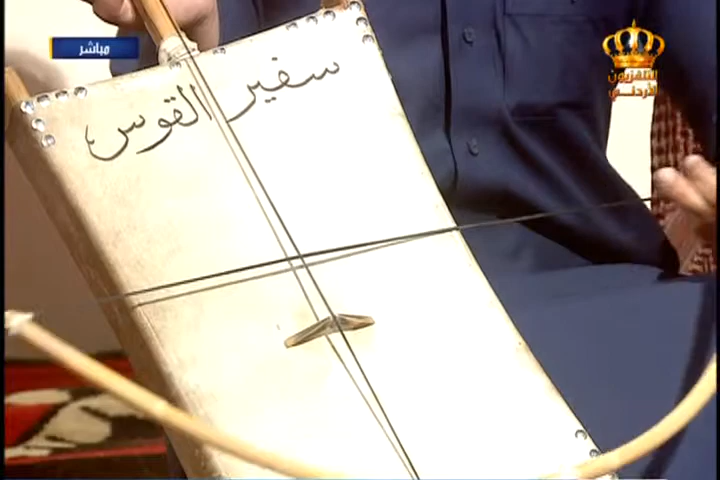 مباشر
سفير القوس
التلفزيون
الأردني